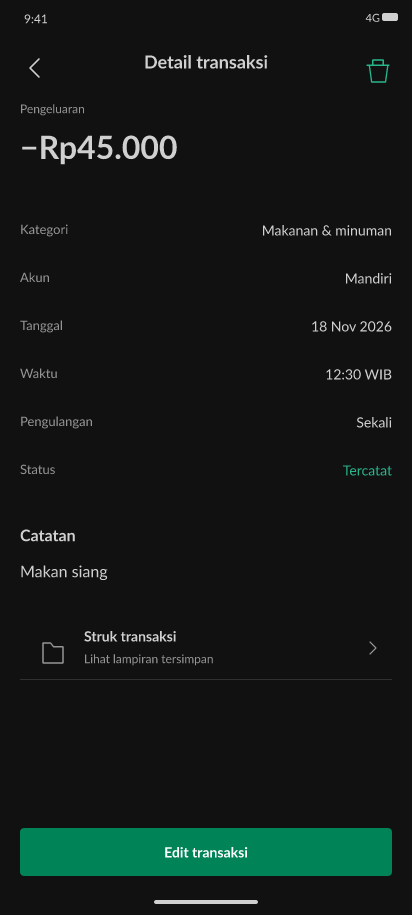 9:41
4G
Detail transaksi
Pengeluaran
−Rp45.000
Kategori
Makanan & minuman
Akun
Mandiri
Tanggal
18 Nov 2026
Waktu
12:30 WIB
Pengulangan
Sekali
Status
Tercatat
Catatan
Makan siang
Struk transaksi
Lihat lampiran tersimpan
Edit transaksi